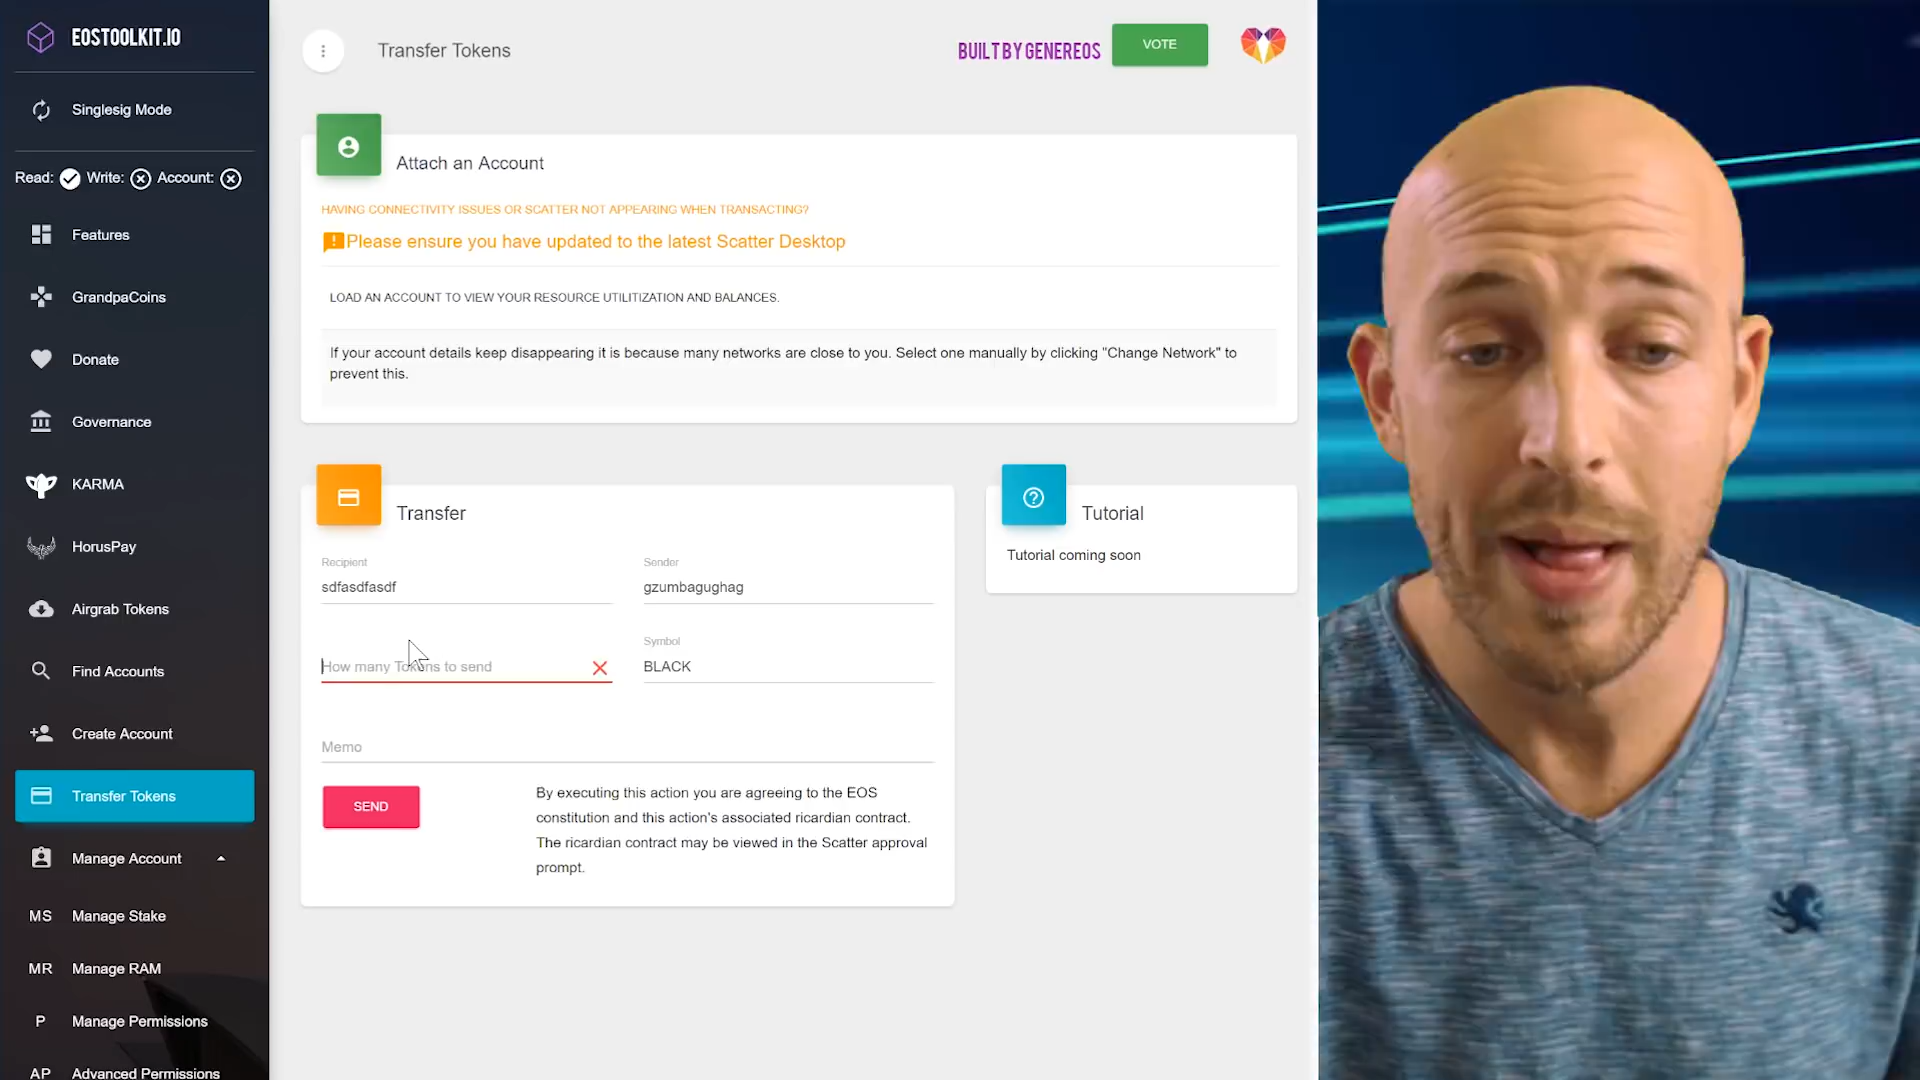 EOSTOOLKIT.IO
Singlesig Mode
Read: Write: Account:
Features
GrandpaCoins
Donate
Governance
KARMA
HorusPay
Airgrab Tokens
Find Accounts
Create Account
Transfer Tokens
Manage Account
MS Manage Stake
MR Manage RAM
P Manage Permissions
AP Advanced Permissions
Transfer Tokens
BUILT BY GENEREOS
VOTE
Attach an Account
HAVING CONNECTIVITY ISSUES OR SCATTER NOT APPEARING WHEN TRANSACTING?
Please ensure you have updated to the latest Scatter Desktop
LOAD AN ACCOUNT TO VIEW YOUR RESOURCE UTILITIZATION AND BALANCES.
If your account details keep disappearing it is because many networks are close to you. Select one manually by clicking "Change Network" to
prevent this.
Transfer
Recipient
sdfasdfasdf
Sender
gzumbagughag
How many Tokens to send
Symbol
BLACK
Memo
SEND
By executing this action you are agreeing to the EOS
constitution and this action's associated ricardian contract.
The ricardian contract may be viewed in the Scatter approval
prompt.
Tutorial
Tutorial coming soon